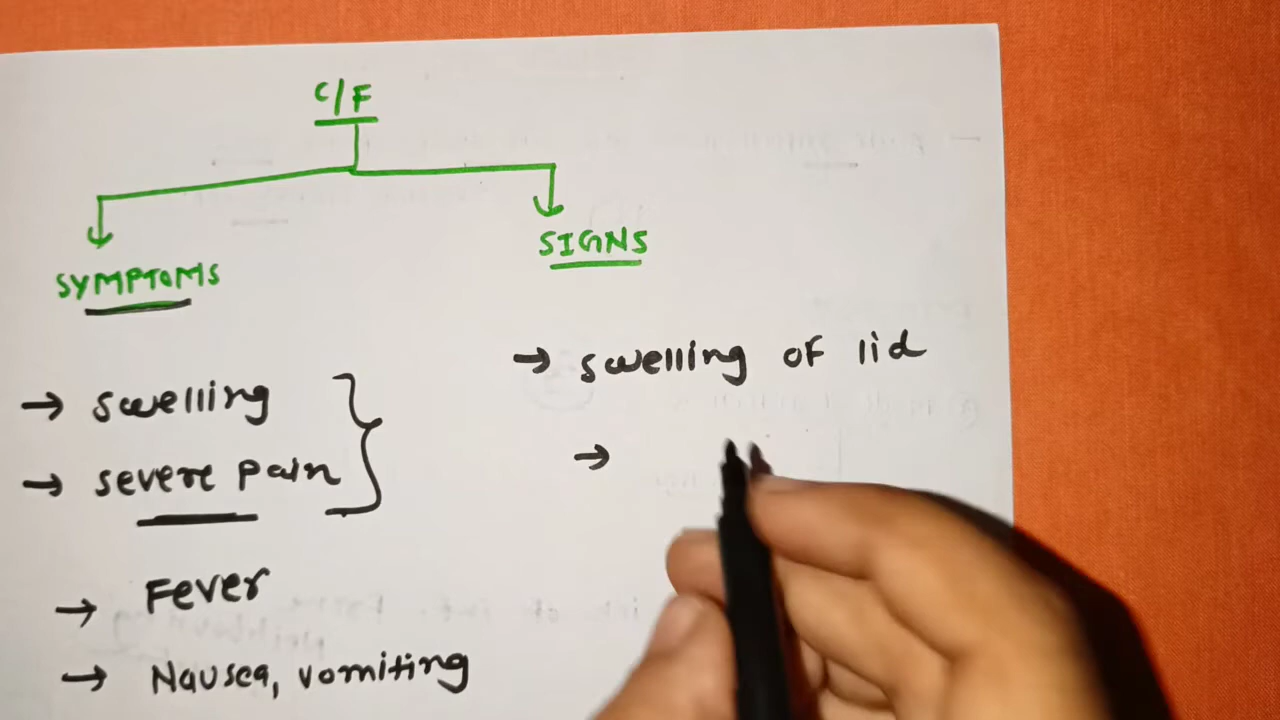 C/F
SYMPTOMS
SIGNS
→ swelling
→ severe pain
→ Fever
→ Nausea, vomiting
→ swelling of lid
→